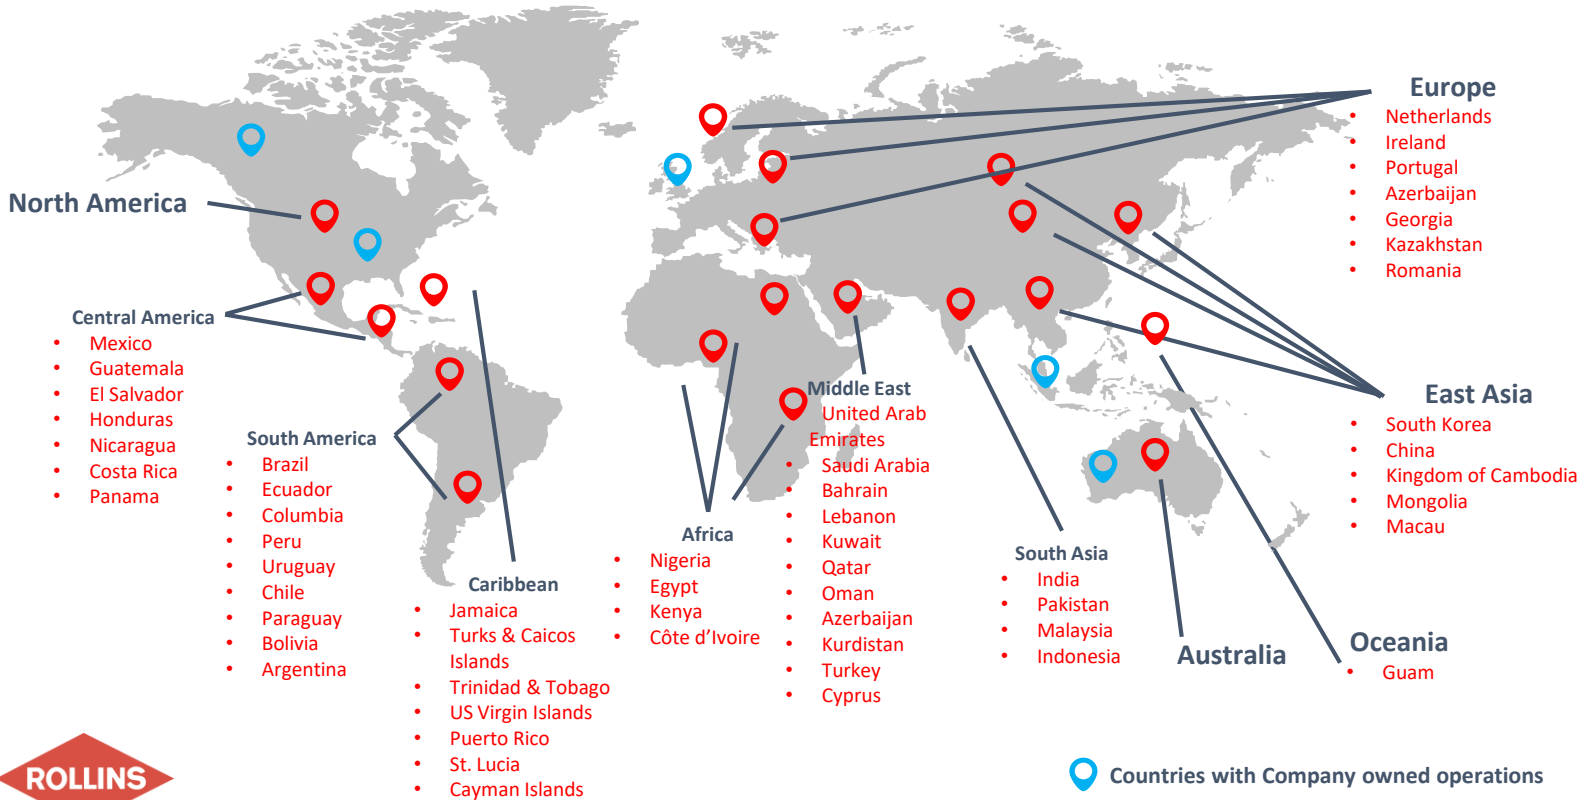 North America
Central America
• Mexico
• Guatemala
• El Salvador
• Honduras
• Nicaragua
• Costa Rica
• Panama
South America
• Brazil
• Ecuador
• Columbia
• Peru
• Uruguay
• Chile
• Paraguay
• Bolivia
• Argentina
Caribbean
• Jamaica
• Turks & Caicos
Islands
• Trinidad & Tobago
• US Virgin Islands
• Puerto Rico
• St. Lucia
• Cayman Islands
Africa
• Nigeria
• Egypt
• Kenya
• Côte d’Ivoire
Middle East
• United Arab
Emirates
• Saudi Arabia
• Bahrain
• Lebanon
• Kuwait
• Qatar
• Oman
• Azerbaijan
• Kurdistan
• Turkey
• Cyprus
South Asia
• India
• Pakistan
• Malaysia
• Indonesia
Australia
Oceania
• Guam
Europe
• Netherlands
• Ireland
• Portugal
• Azerbaijan
• Georgia
• Kazakhstan
• Romania
East Asia
• South Korea
• China
• Kingdom of Cambodia
• Mongolia
• Macau
ROLLINS
Countries with Company owned operations